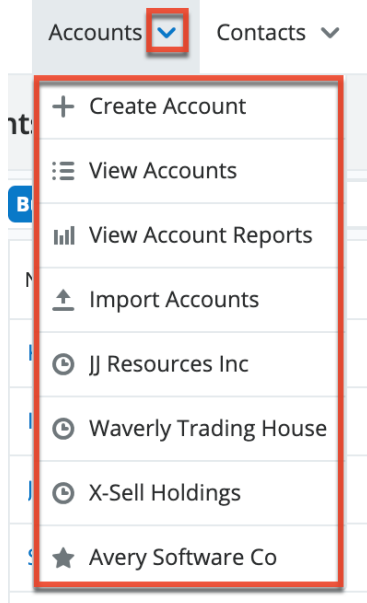 Accounts Contacts
Create Account
View Accounts
View Account Reports
Import Accounts
JJ Resources Inc
Waverly Trading House
X-Sell Holdings
Avery Software Co